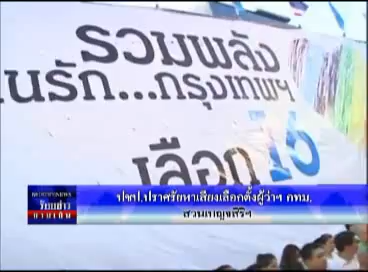 รวมพลัง
นรัก...กรุงเทพฯ
เลือก 16
ปชป.ปราศรัยหาเสียงเลือกตั้งผู้ว่าฯ กทม.
สวนเบญจสิริฯ